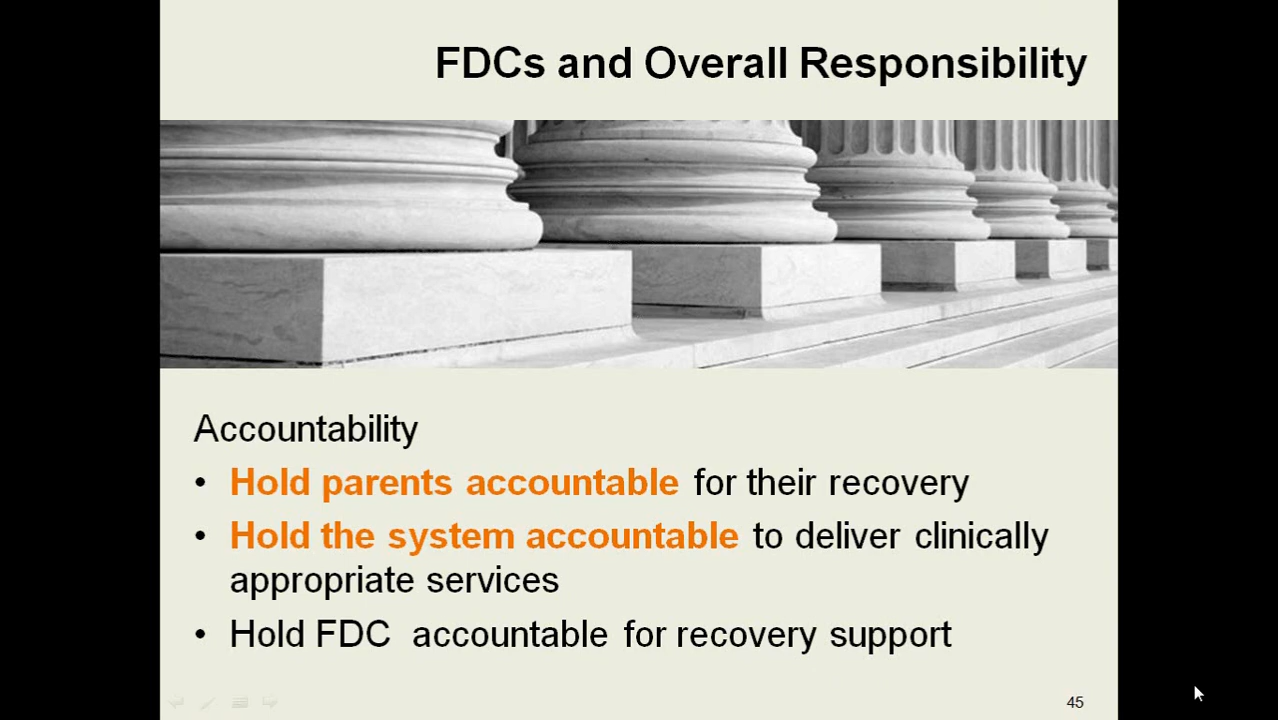 FDCs and Overall Responsibility
Accountability
• Hold parents accountable for their recovery
• Hold the system accountable to deliver clinically
appropriate services
• Hold FDC accountable for recovery support
45